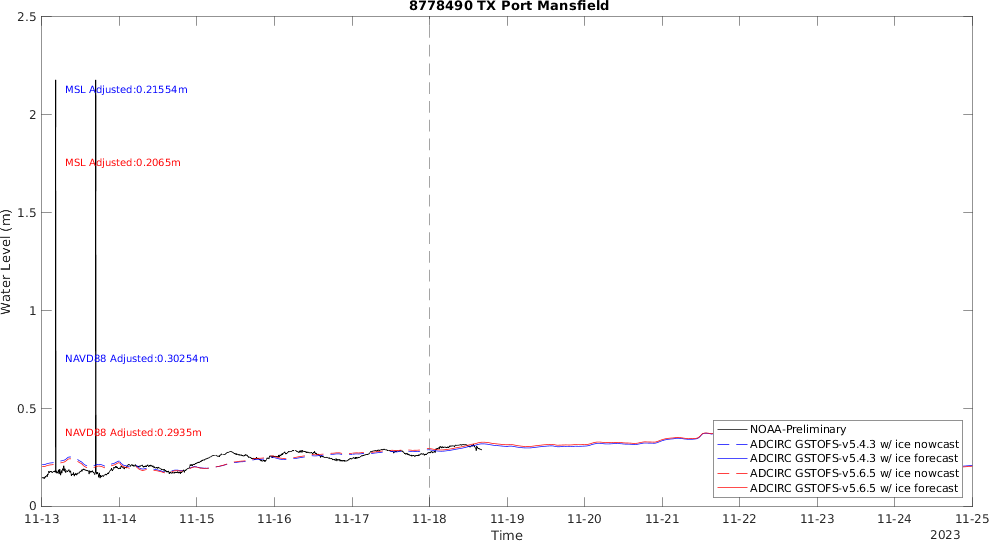 8778490 TX Port Mansfield
2.5
2
1.5
1
0.5
0
Water Level (m)
MSL Adjusted:0.21554m
MSL Adjusted:0.2065m
NAVD88 Adjusted:0.30254m
NAVD88 Adjusted:0.2935m
NOAA-Preliminary
ADCIRC GSTOFS-v5.4.3 w/ ice nowcast
ADCIRC GSTOFS-v5.4.3 w/ ice forecast
ADCIRC GSTOFS-v5.6.5 w/ ice nowcast
ADCIRC GSTOFS-v5.6.5 w/ ice forecast
11-13 11-14 11-15 11-16 11-17 11-18 11-19 11-20 11-21 11-22 11-23 11-24 11-25
Time
2023